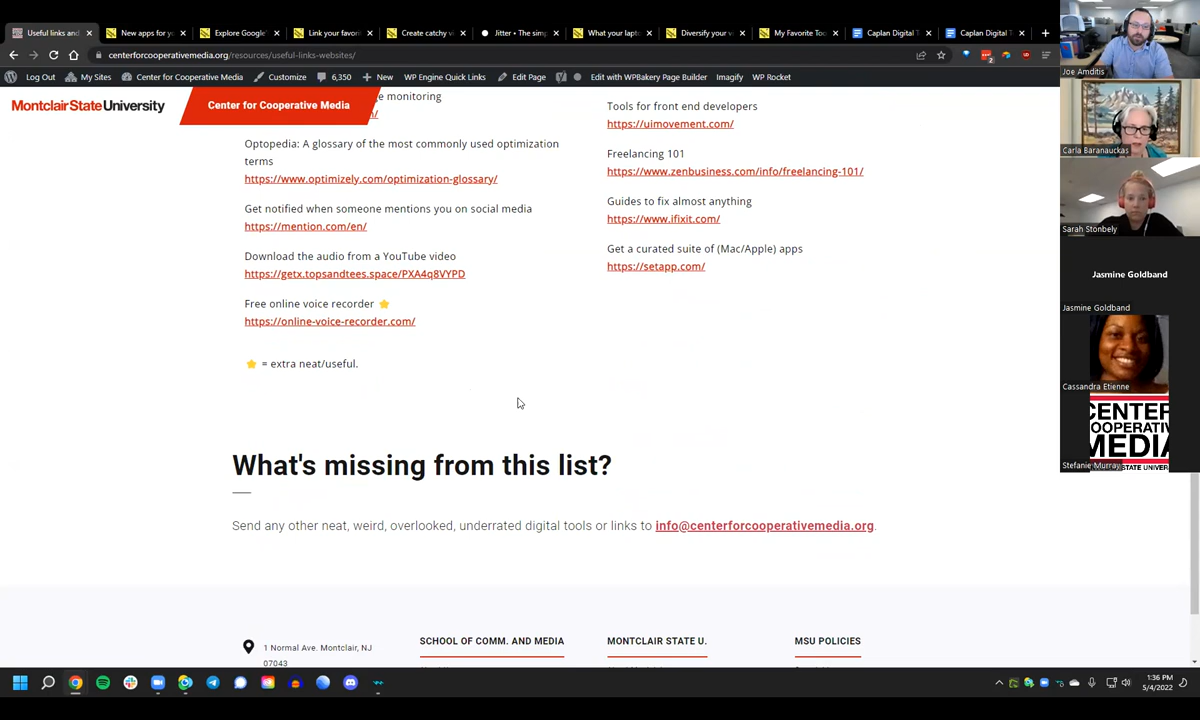 Useful links and
New apps for y
Explore Google'
Link your favori
Create catchy vi
Jitter • The simp
What your lapto
Diversify your v
My Favorite Too
Caplan Digital T
Caplan Digital T
centerforcooperativemedia.org/resources/useful-links-websites/
Log Out
My Sites
Center for Cooperative Media
Customize
6,350
New
WP Engine Quick Links
Edit Page
Edit with WPBakery Page Builder
Imagify
WP Rocket
MontclairStateUniversity
Center for Cooperative Media
e monitoring
n/
Optopedia: A glossary of the most commonly used optimization
terms
https://www.optimizely.com/optimization-glossary/
Get notified when someone mentions you on social media
https://mention.com/en/
Download the audio from a YouTube video
https://getx.topsandtees.space/PXA4q8VYPD
Free online voice recorder ⭐
https://online-voice-recorder.com/
⭐ = extra neat/useful.
Tools for front end developers
https://uimovement.com/
Freelancing 101
https://www.zenbusiness.com/info/freelancing-101/
Guides to fix almost anything
https://www.ifixit.com/
Get a curated suite of (Mac/Apple) apps
https://setapp.com/
What's missing from this list?
Send any other neat, weird, overlooked, underrated digital tools or links to info@centerforcooperativemedia.org.
1 Normal Ave. Montclair, NJ
07043
SCHOOL OF COMM. AND MEDIA
MONTCLAIR STATE U.
MSU POLICIES
Joe Amditis
Carla Baranauckas
Sarah Stonbely
Jasmine Goldband
Jasmine Goldband
Cassandra Etienne
CENTER
COOPERATIV
MEDIA
STATE UNIVER
Stefanie Murray
1:36 PM
5/4/2022